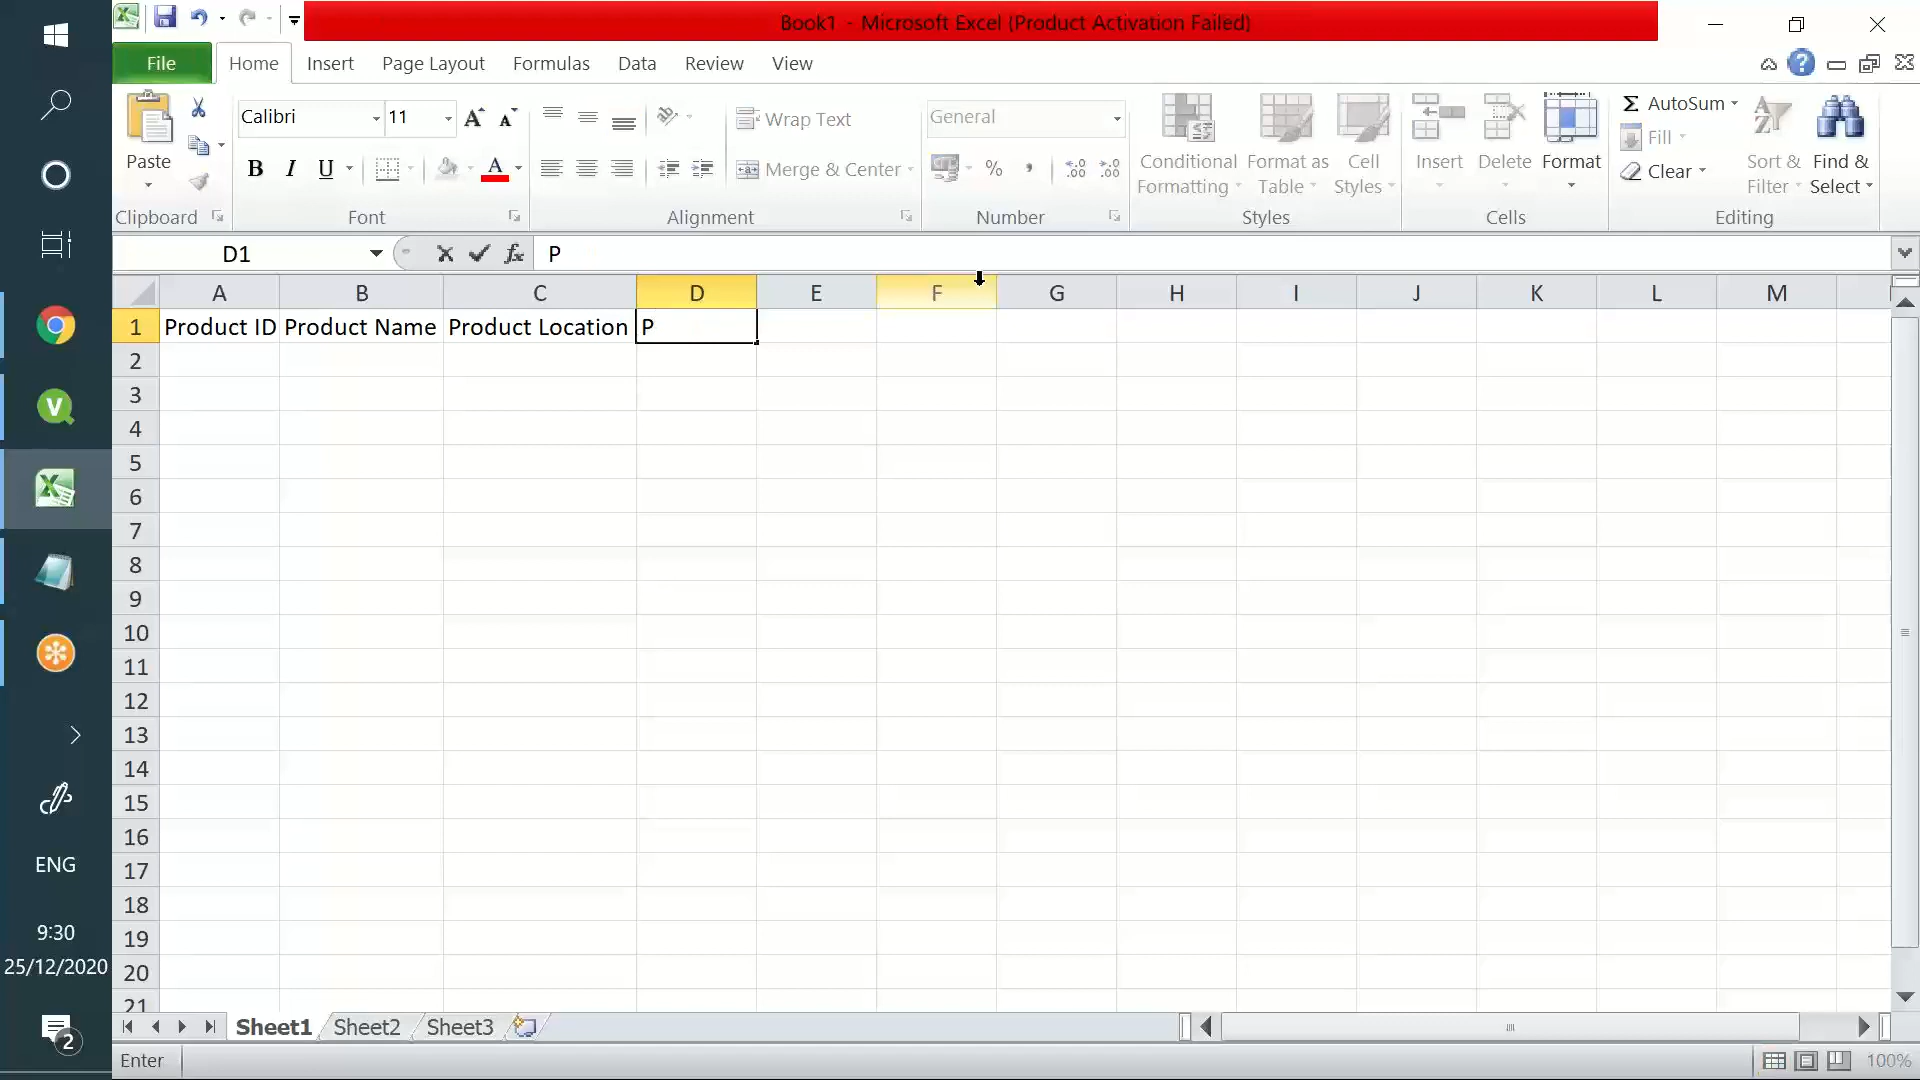 Book1 - Microsoft Excel (Product Activation Failed)
File Home Insert Page Layout Formulas Data Review View
Calibri 11 Wrap Text General Σ AutoSum
Paste Conditional Formatting Format as Table Cell Styles Insert Delete Format Fill Sort & Filter Find & Select
B I U A Merge & Center % , Clear
Clipboard Font Alignment Number Styles Cells Editing
D1 fx P
A B C D E F G H I J K L M
1 Product ID Product Name Product Location P
2
3
4
5
6
7
8
9
10
11
12
13
14
15
16
17
18
19
20
21
ENG
9:30
25/12/2020
2
Sheet1 Sheet2 Sheet3
Enter 100%